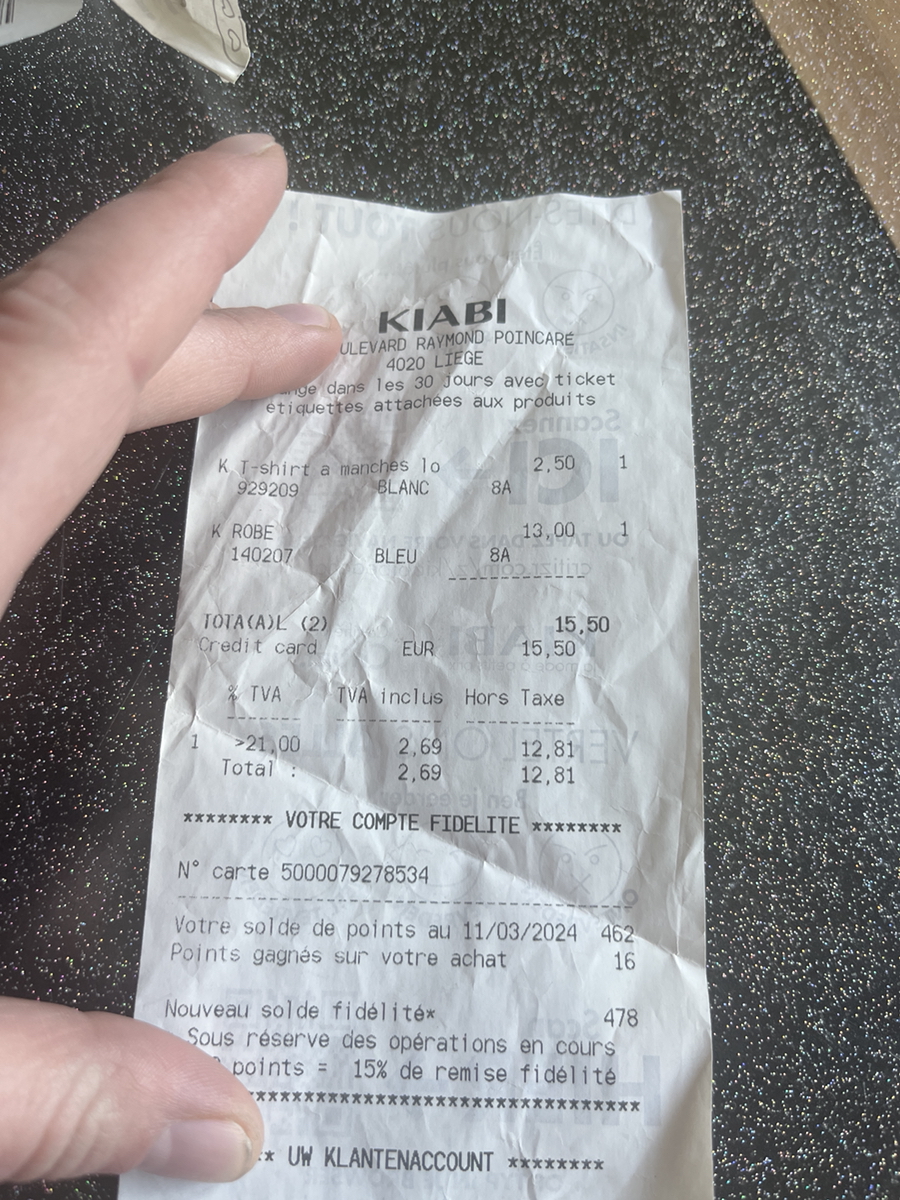 KIABI
ULEVARD RAYMOND POINCARE
4020 LIEGE
dans les 30 jours avec ticket
etiquettes attachées aux produits
K T-shirt a manches lo 2,50 1
929209 BLANC 8A
K ROBE 13,00 1
140207 BLEU 8A
TOTA(A)L (2) 15,50
Credit card EUR 15,50
% TVA TVA inclus Hors Taxe
1 >21,00 2,69 12,81
Total : 2,69 12,81
******** VOTRE COMPTE FIDELITE ********
N° carte 5000079278534
Votre solde de points au 11/03/2024 462
Points gagnés sur votre achat 16
Nouveau solde fidélité* 478
Sous réserve des opérations en cours
points = 15% de remise fidélité
***********************************
* UW KLANTENACCOUNT ********